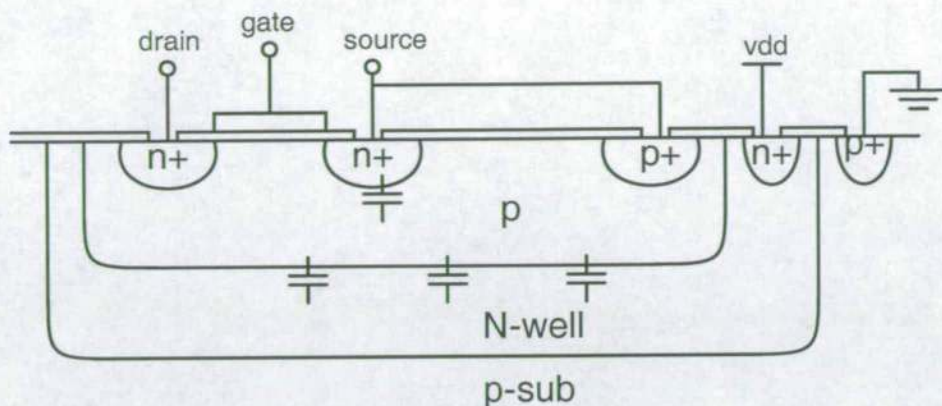 gate
drain
source
vdd
n+
n+
p+
n+
p+
p
N-well
p-sub